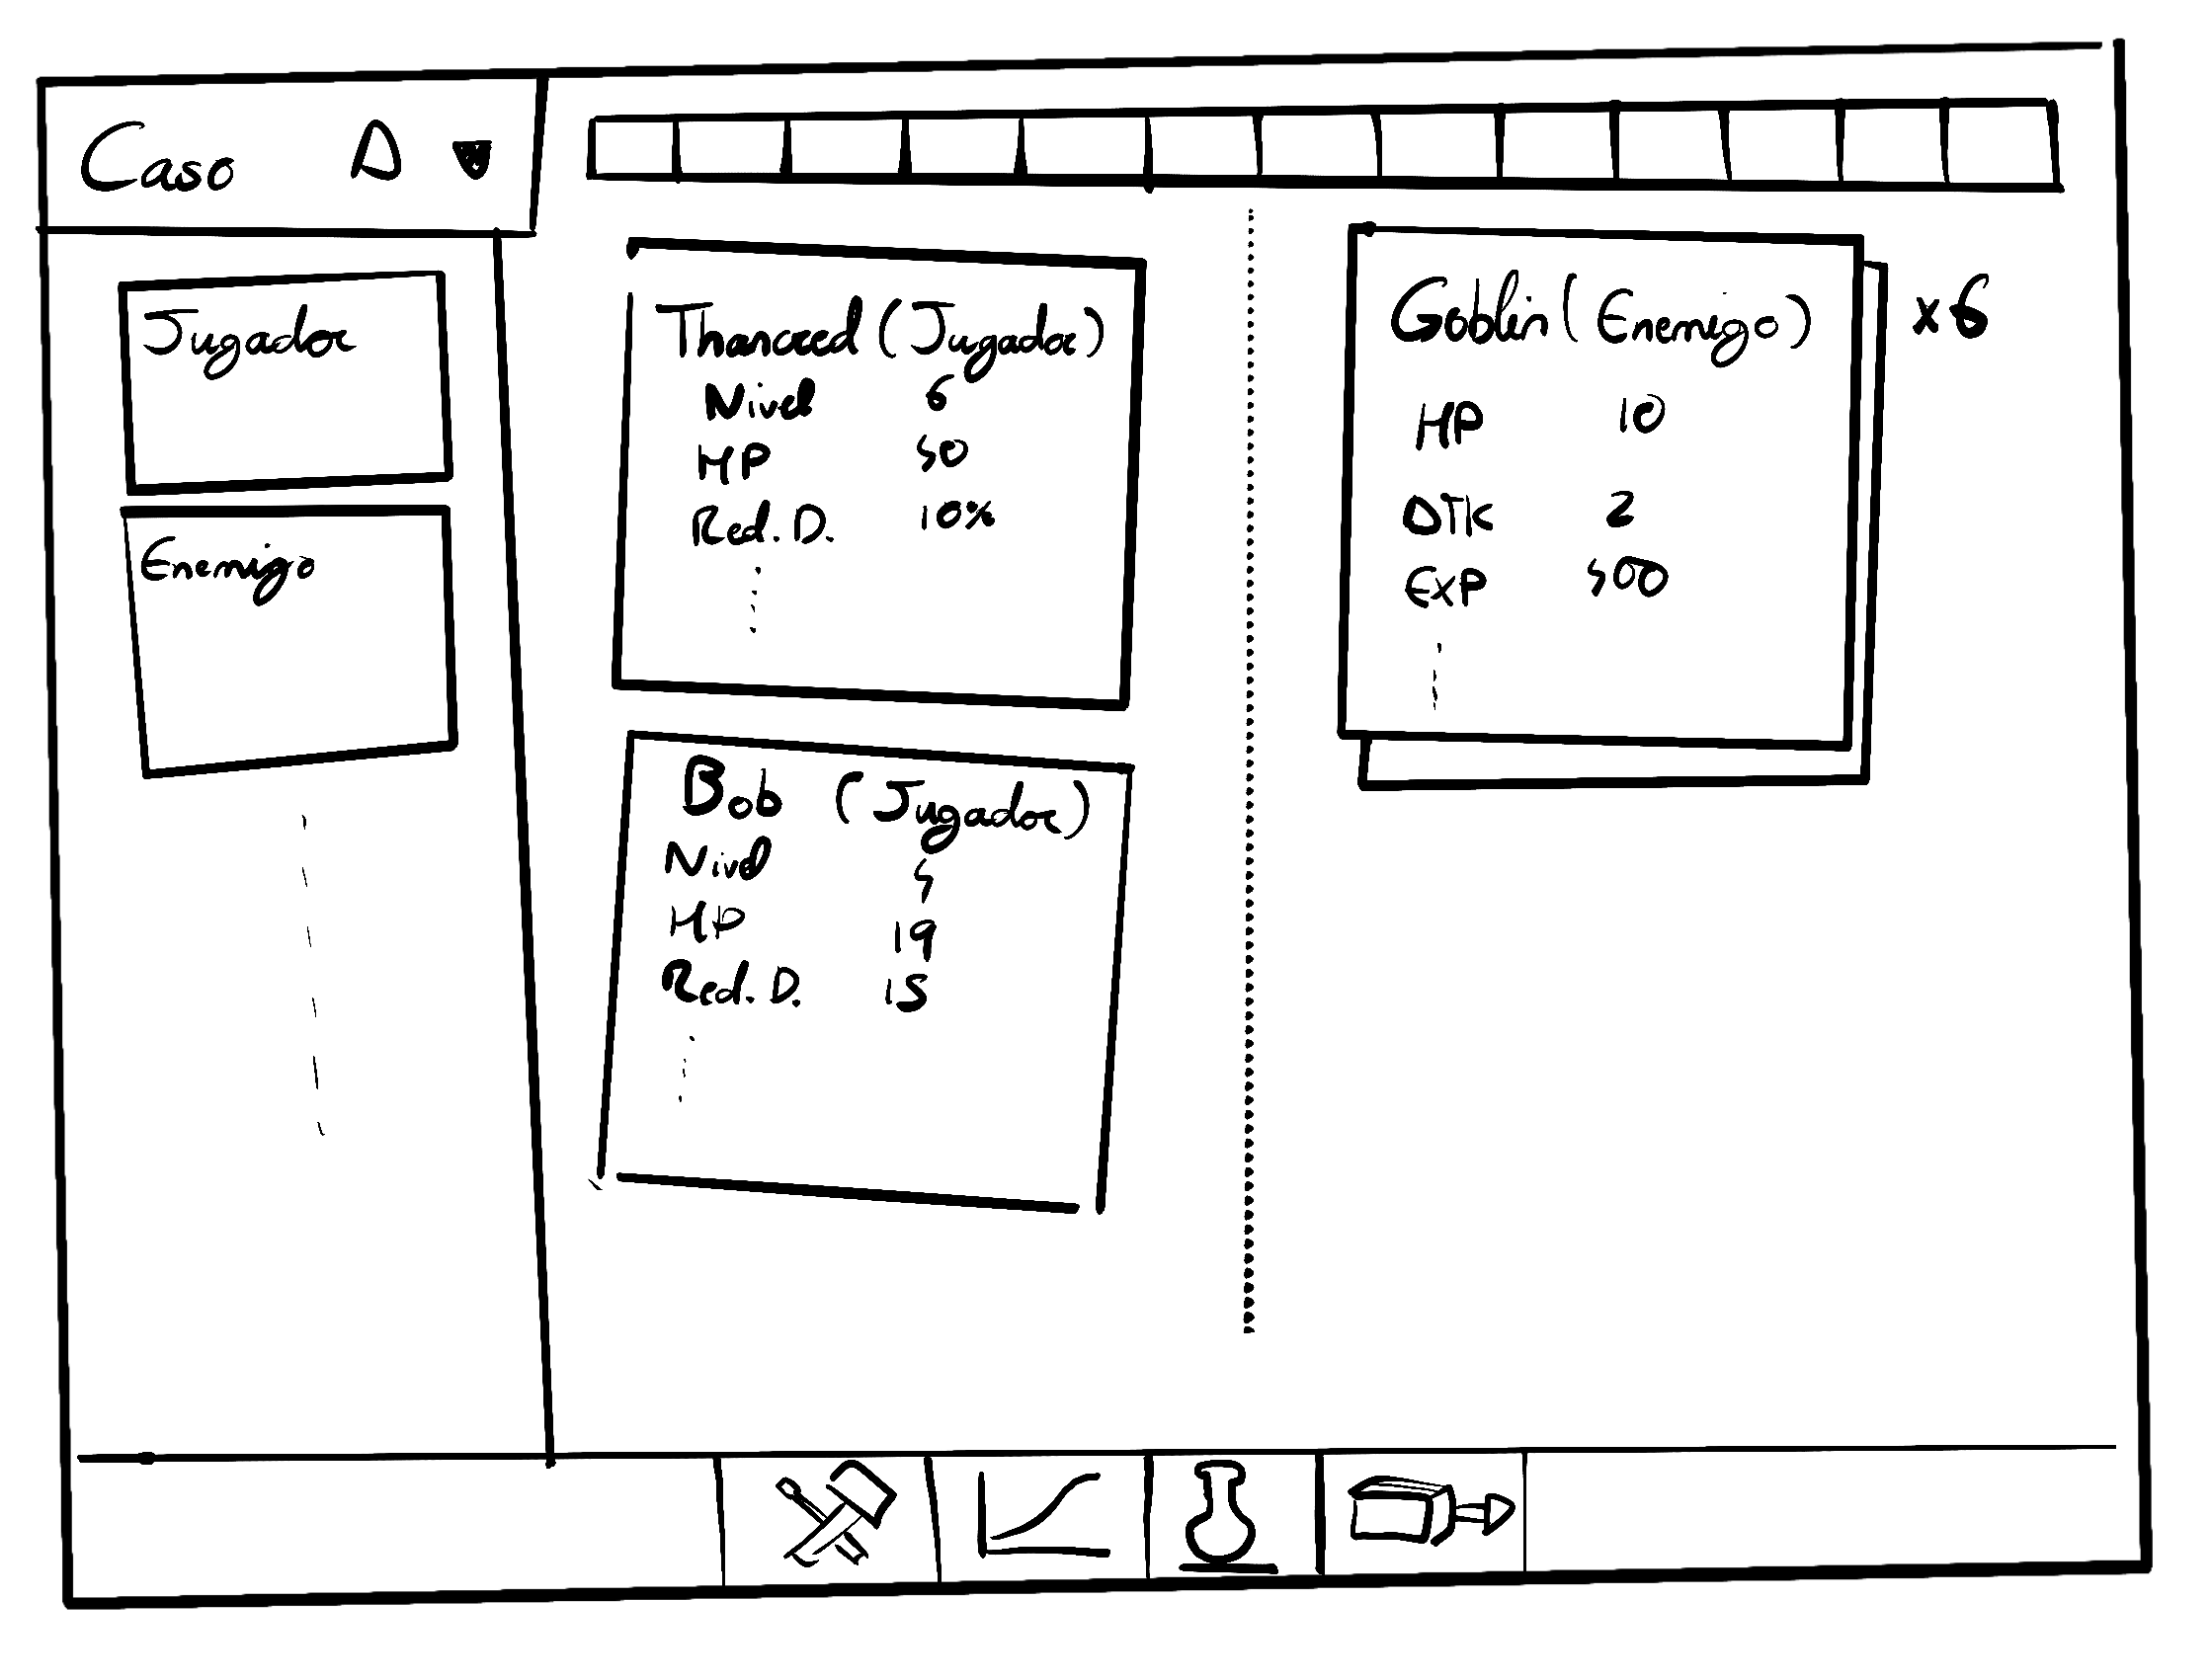 Caso A
Jugador
Enemigo
Thancred (Jugador)
Nivel 6
HP 50
Red. D. 10%
Bob (Jugador)
Nivel 5
HP 19
Red. D. 15
Goblin (Enemigo) x6
HP 10
ATK 2
EXP 500